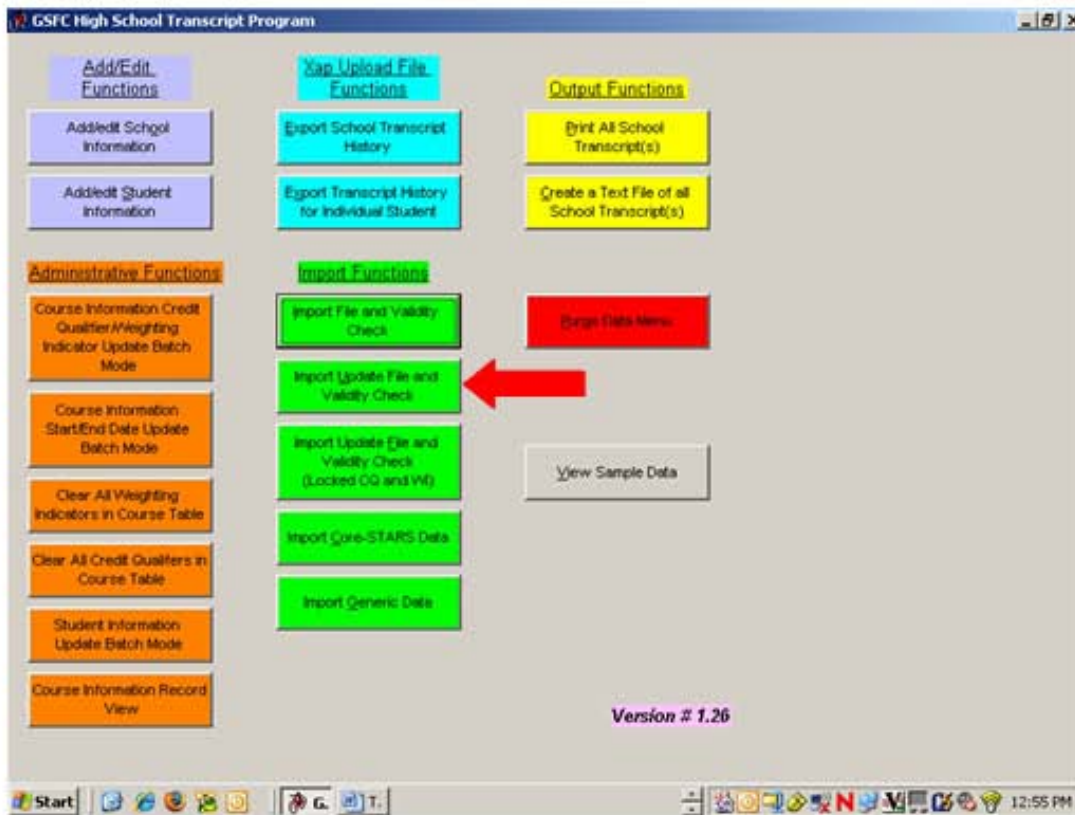 GSFC High School Transcript Program
Add/Edit
Functions
Add/edit School
Information
Add/edit Student
Information
Xap Upload File
Functions
Export School Transcript
History
Export Transcript History
for Individual Student
Output Functions
Print All School
Transcript(s)
Create a Text File of all
School Transcript(s)
Administrative Functions
Course Information Credit
Qualifier/Weighting
Indicator Update Batch
Mode
Course Information
Start/End Date Update
Batch Mode
Clear All Weighting
Indicators in Course Table
Clear All Credit Qualifers in
Course Table
Student Information
Update Batch Mode
Course Information Record
View
Import Functions
Import File and Validity
Check
Import Update File and
Validity Check
Import Update File and
Validity Check
(Locked CQ and WI)
Import Core-STARS Data
Import Generic Data
Purge Data Menu
View Sample Data
Version # 1.26
Start
G.
T.
12:55 PM